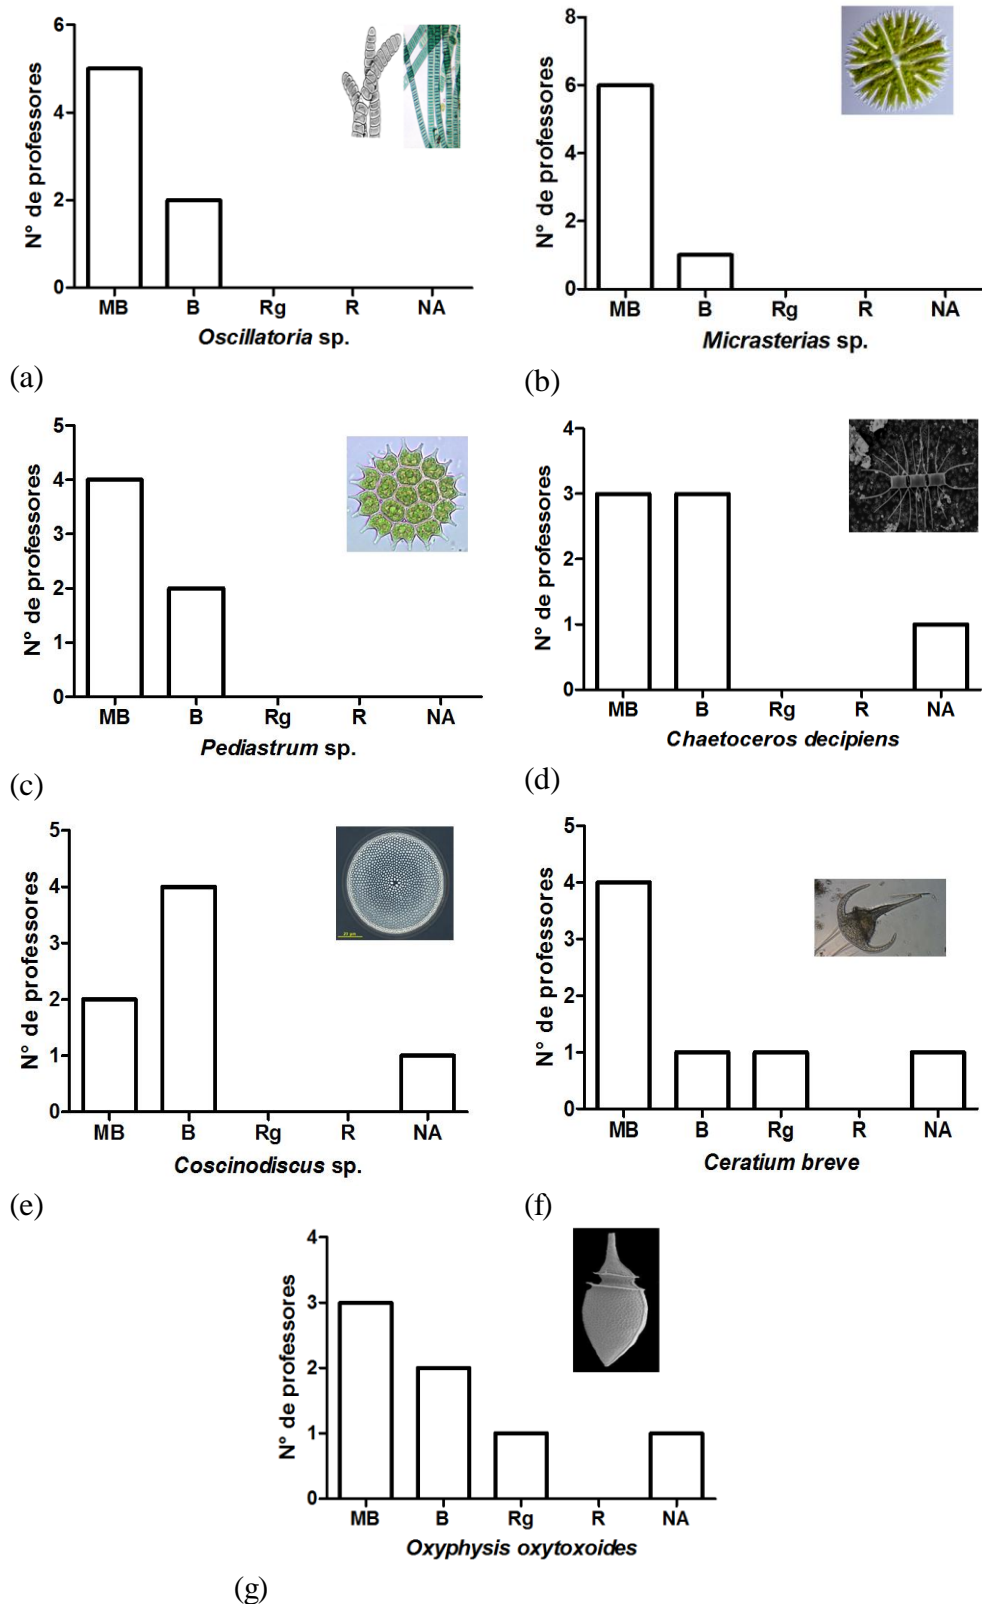 N° de professores
6
4
2
0
MB B Rg R NA
Oscillatoria sp.
(a)
N° de professores
8
6
4
2
0
MB B Rg R NA
Micrasterias sp.
(b)
N° de professores
5
4
3
2
1
0
MB B Rg R NA
Pediastrum sp.
(c)
N° de professores
4
3
2
1
0
MB B Rg R NA
Chaetoceros decipiens
(d)
N° de professores
5
4
3
2
1
0
MB B Rg R NA
Coscinodiscus sp.
(e)
N° de professores
5
4
3
2
1
0
MB B Rg R NA
Ceratium breve
(f)
N° de professores
4
3
2
1
0
MB B Rg R NA
Oxyphysis oxytoxoides
(g)